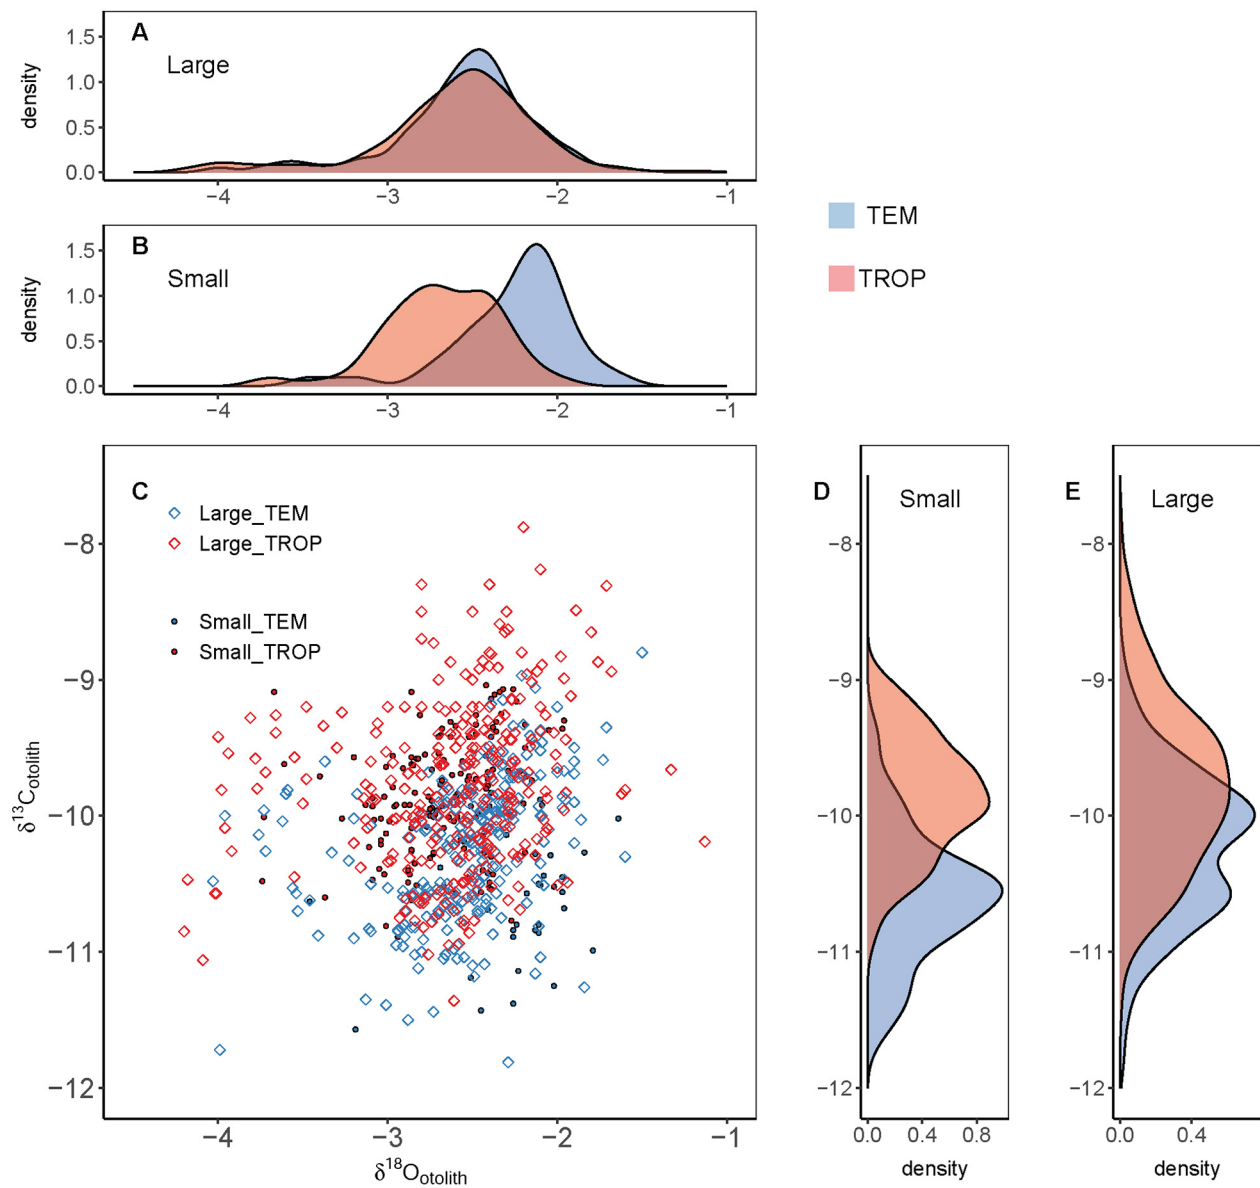 A
Large
density
1.5
1.0
0.5
0.0
−4
−3
−2
−1
B
Small
density
1.5
1.0
0.5
0.0
−4
−3
−2
−1
TEM
TROP
C
Large_TEM
Large_TROP
Small_TEM
Small_TROP
δ¹³Cotolith
−8
−9
−10
−11
−12
−4
−3
−2
−1
δ¹⁸Ootolith
D
Small
−8
−9
−10
−11
−12
0.0
0.4
0.8
density
E
Large
−8
−9
−10
−11
−12
0.0
0.4
density